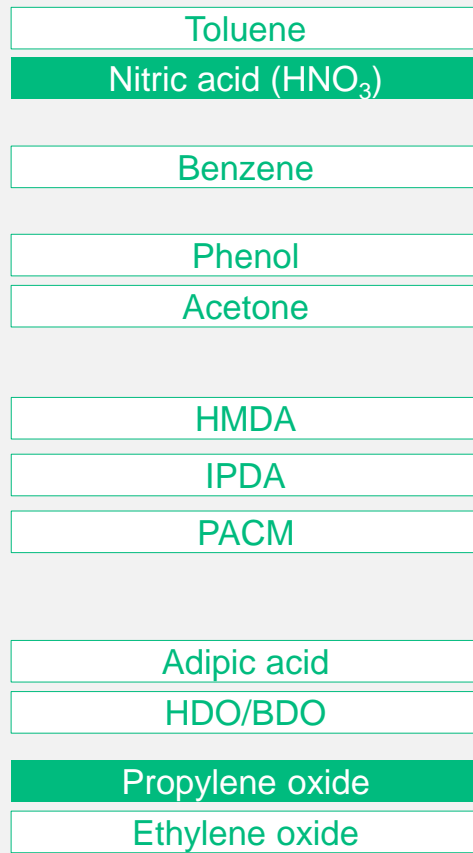 Toluene
Nitric acid (HNO₃)
Benzene
Phenol
Acetone
HMDA
IPDA
PACM
Adipic acid
HDO/BDO
Propylene oxide
Ethylene oxide